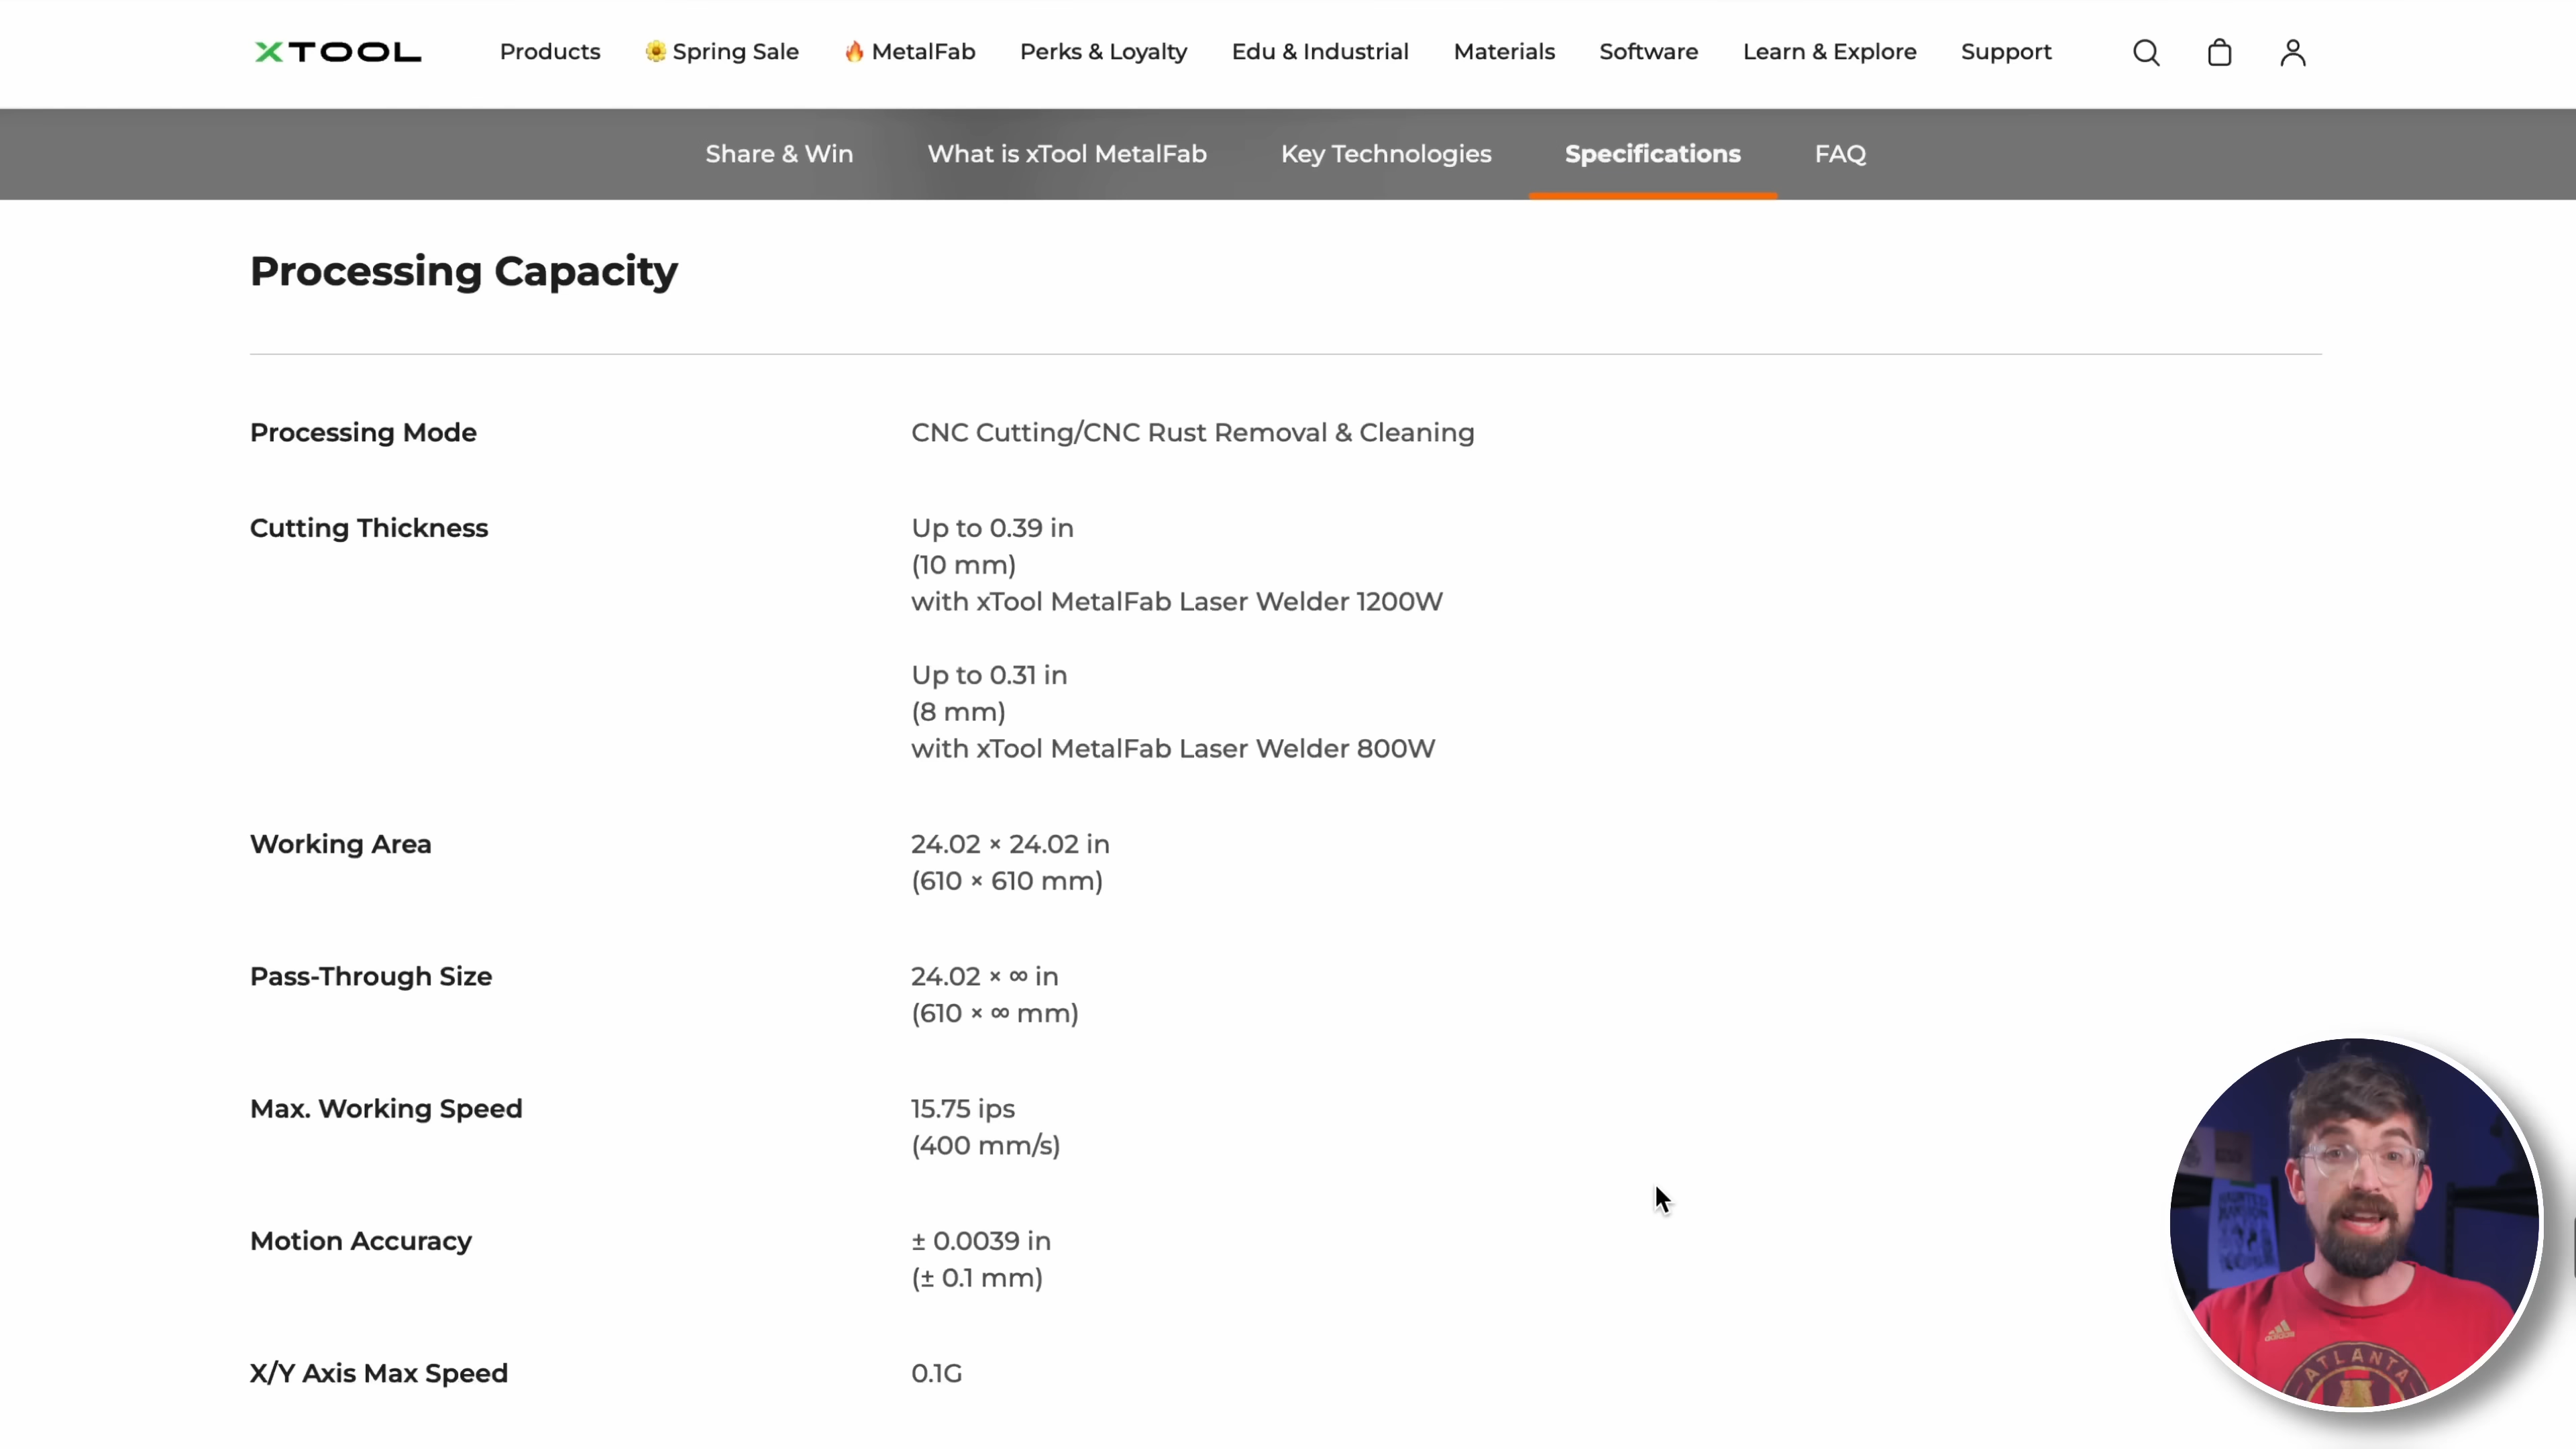 XTOOL
Products
Spring Sale
MetalFab
Perks & Loyalty
Edu & Industrial
Materials
Software
Learn & Explore
Support
Share & Win
What is xTool MetalFab
Key Technologies
Specifications
FAQ
Processing Capacity
Processing Mode
CNC Cutting/CNC Rust Removal & Cleaning
Cutting Thickness
Up to 0.39 in
(10 mm)
with xTool MetalFab Laser Welder 1200W
Up to 0.31 in
(8 mm)
with xTool MetalFab Laser Welder 800W
Working Area
24.02 × 24.02 in
(610 × 610 mm)
Pass-Through Size
24.02 × ∞ in
(610 × ∞ mm)
Max. Working Speed
15.75 ips
(400 mm/s)
Motion Accuracy
± 0.0039 in
(± 0.1 mm)
X/Y Axis Max Speed
0.1G
ATLANTA